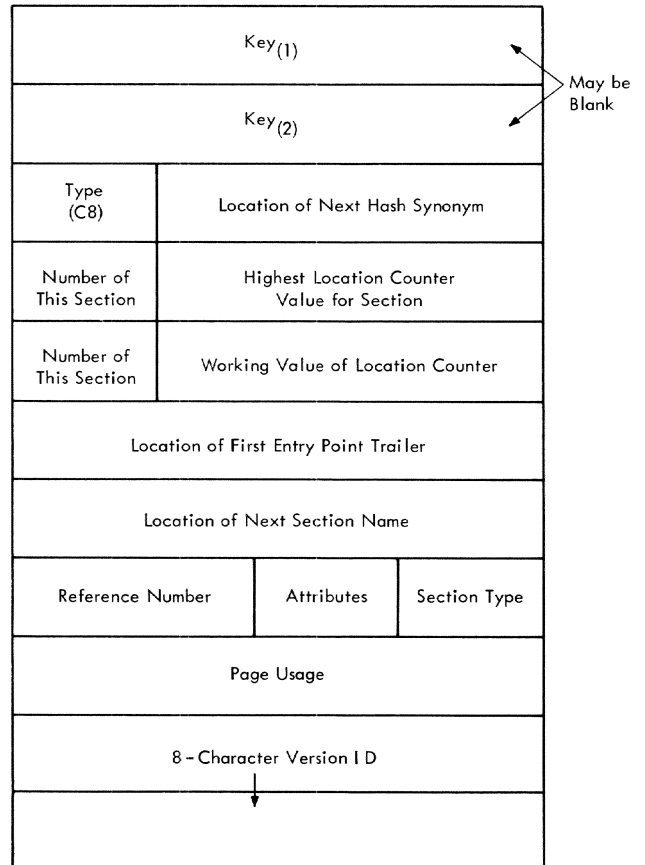 Key(1)
May be
Blank
Key(2)
Type
(C8)
Location of Next Hash Synonym
Number of
This Section
Highest Location Counter
Value for Section
Number of
This Section
Working Value of Location Counter
Location of First Entry Point Trailer
Location of Next Section Name
Reference Number
Attributes
Section Type
Page Usage
8-Character Version ID